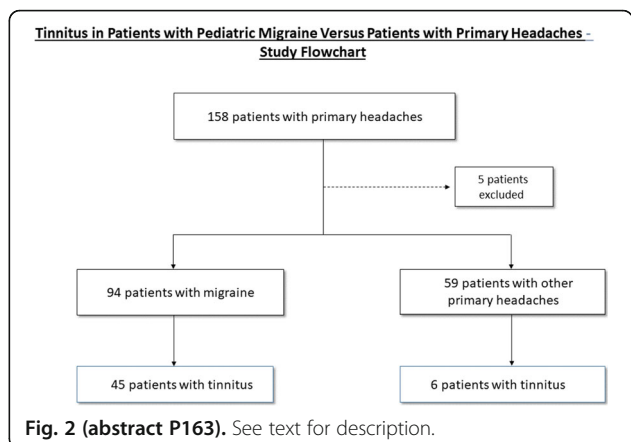 Tinnitus in Patients with Pediatric Migraine Versus Patients with Primary Headaches -
Study Flowchart
158 patients with primary headaches
5 patients
excluded
94 patients with migraine
59 patients with other
primary headaches
45 patients with tinnitus
6 patients with tinnitus
Fig. 2 (abstract P163). See text for description.